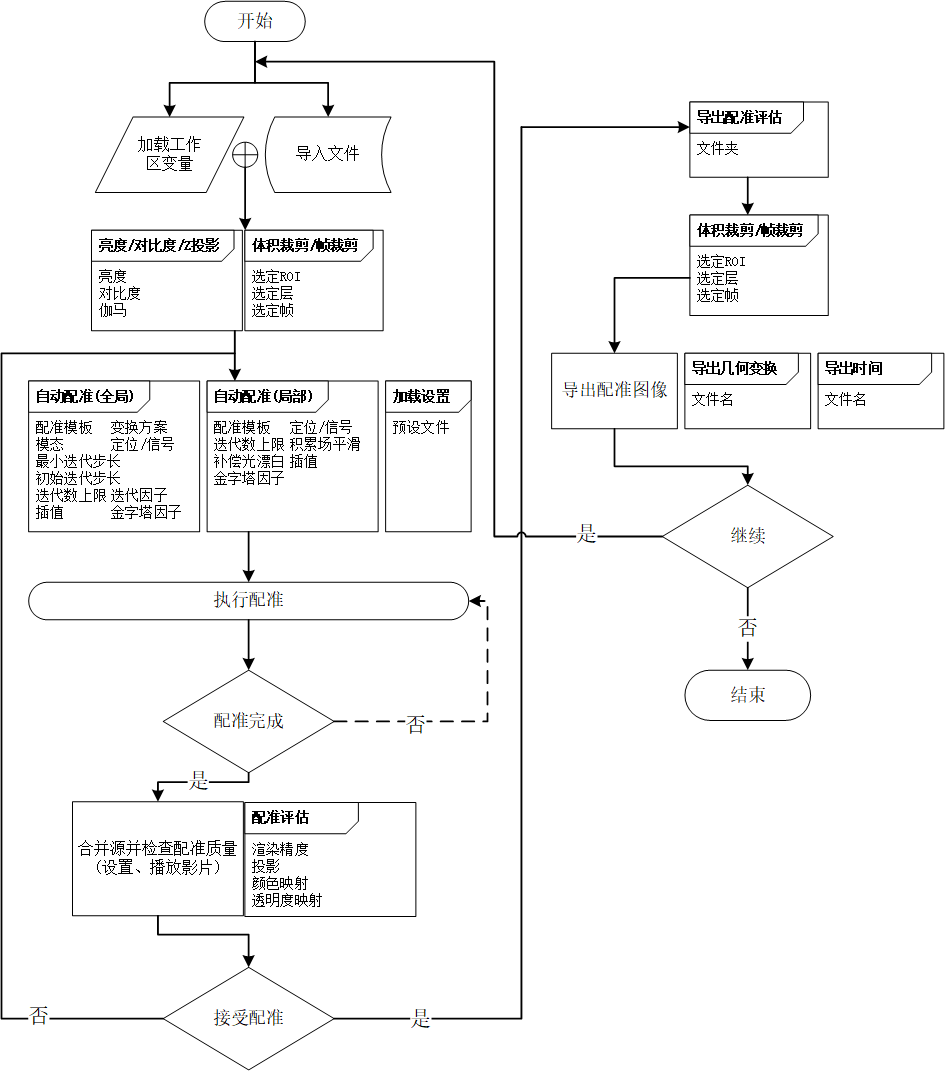 开始
加载工作
区变量
导入文件
亮度/对比度/Z投影
亮度
对比度
伽马
体积裁剪/帧裁剪
选定ROI
选定层
选定帧
自动配准(全局)
配准模板 变换方案
模态 定位/信号
最小迭代步长
初始迭代步长
迭代数上限 迭代因子
插值 金字塔因子
自动配准(局部)
配准模板 定位/信号
迭代数上限 积累场平滑
补偿光漂白 插值
金字塔因子
加载设置
预设文件
执行配准
配准完成
否
是
合并源并检查配准质量
（设置、播放影片）
配准评估
渲染精度
投影
颜色映射
透明度映射
接受配准
否
是
导出配准评估
文件夹
体积裁剪/帧裁剪
选定ROI
选定层
选定帧
导出配准图像
导出几何变换
文件名
导出时间
文件名
继续
是
否
结束